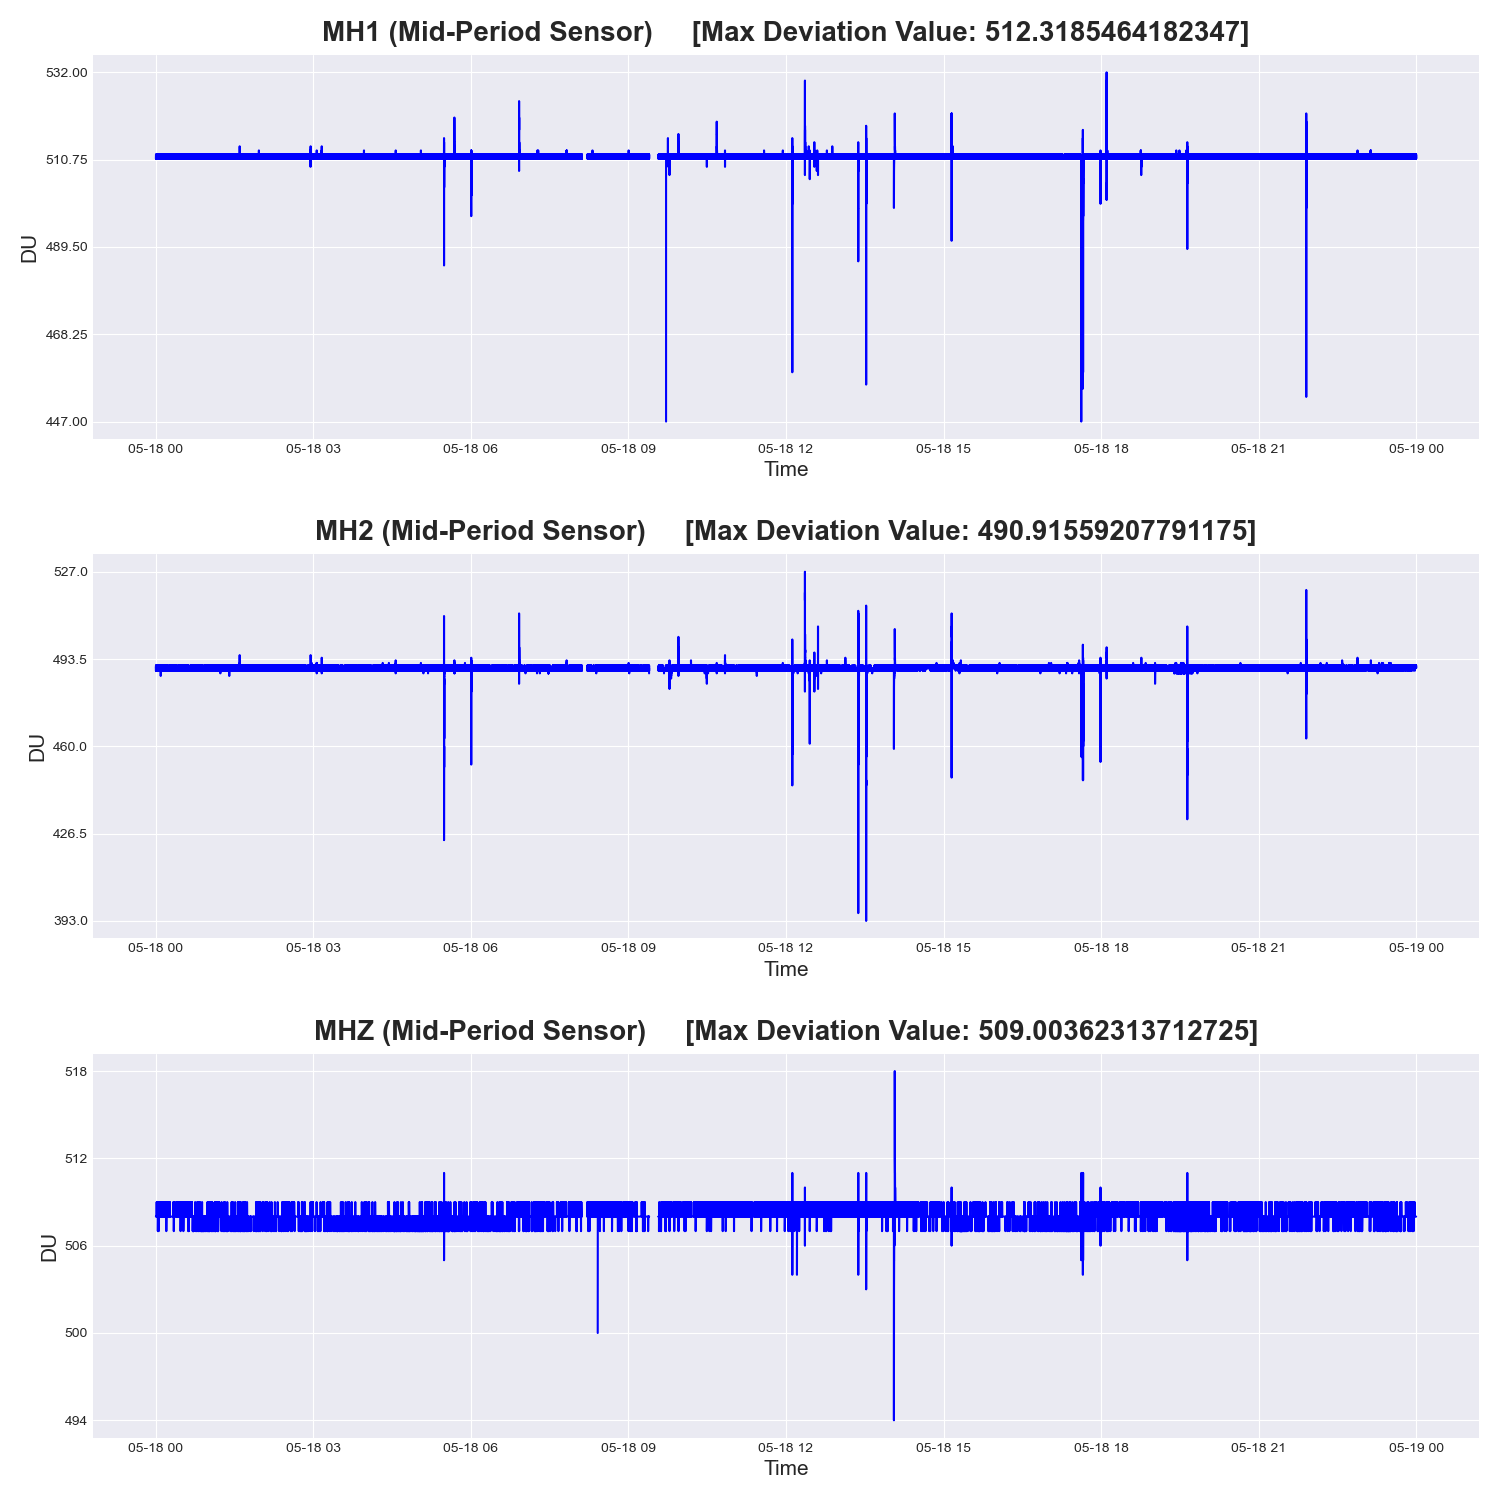 MH1 (Mid-Period Sensor) [Max Deviation Value: 512.3185464182347]
532.00
510.75
489.50
468.25
447.00
DU
05-18 00 05-18 03 05-18 06 05-18 09 05-18 12 05-18 15 05-18 18 05-18 21 05-19 00
Time
MH2 (Mid-Period Sensor) [Max Deviation Value: 490.91559207791175]
527.0
493.5
460.0
426.5
393.0
DU
05-18 00 05-18 03 05-18 06 05-18 09 05-18 12 05-18 15 05-18 18 05-18 21 05-19 00
Time
MHZ (Mid-Period Sensor) [Max Deviation Value: 509.00362313712725]
518
512
506
500
494
DU
05-18 00 05-18 03 05-18 06 05-18 09 05-18 12 05-18 15 05-18 18 05-18 21 05-19 00
Time